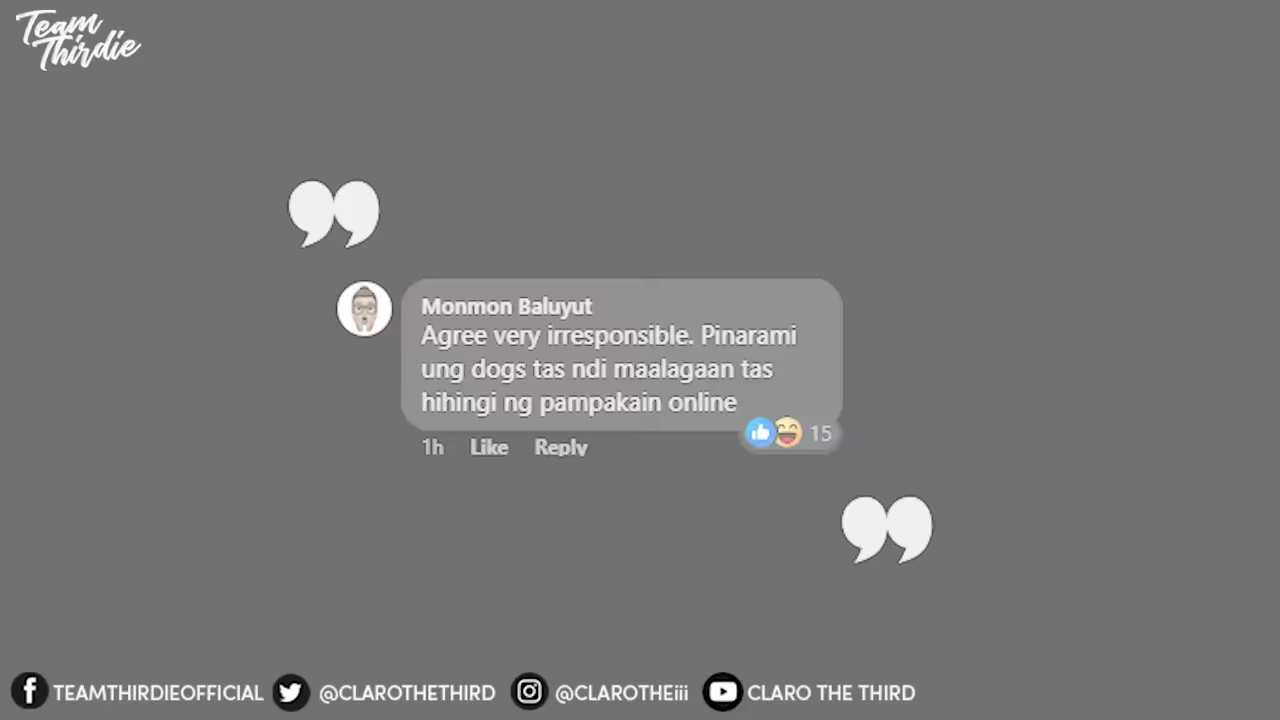 Team
Thirdie
Monmon Baluyut
Agree very irresponsible. Pinarami
ung dogs tas ndi maalagaan tas
hihingi ng pampakain online
15
1h Like Reply
TEAMTHIRDIEOFFICIAL @CLAROTHETHIRD @CLAROTHEiii CLARO THE THIRD